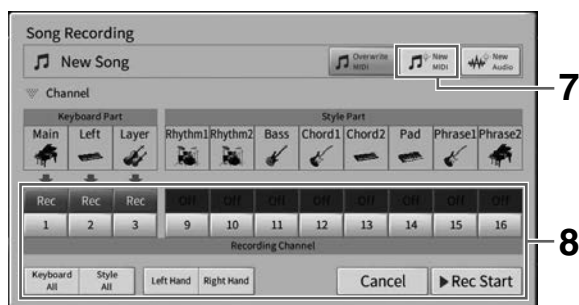 Song Recording
New Song
Overwrite MIDI
New MIDI
New Audio
7
Channel
Keyboard Part
Style Part
Main Left Layer Rhythm1 Rhythm2 Bass Chord1 Chord2 Pad Phrase1 Phrase2
Rec Rec Rec Off Off Off Off Off Off Off Off
1 2 3 9 10 11 12 13 14 15 16
8
Recording Channel
Keyboard All
Style All
Left Hand Right Hand Cancel Rec Start